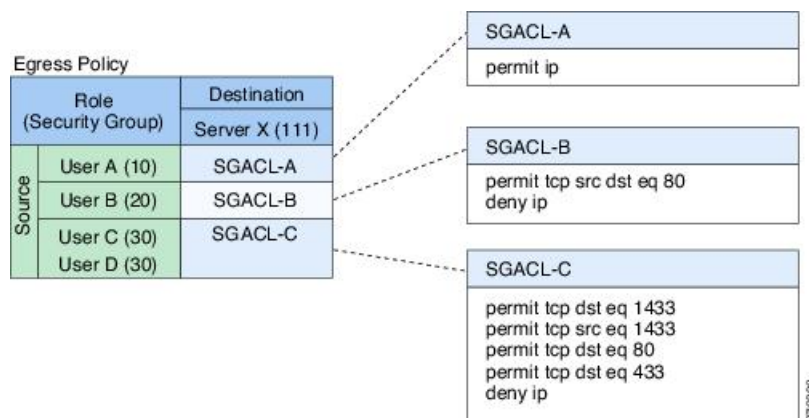 Egress Policy
Role
(Security Group)
Destination
Server X (111)
Source
User A (10)
SGACL-A
User B (20)
SGACL-B
User C (30)
SGACL-C
User D (30)
SGACL-A
permit ip
SGACL-B
permit tcp src dst eq 80
deny ip
SGACL-C
permit tcp dst eq 1433
permit tcp src eq 1433
permit tcp dst eq 80
permit tcp dst eq 433
deny ip